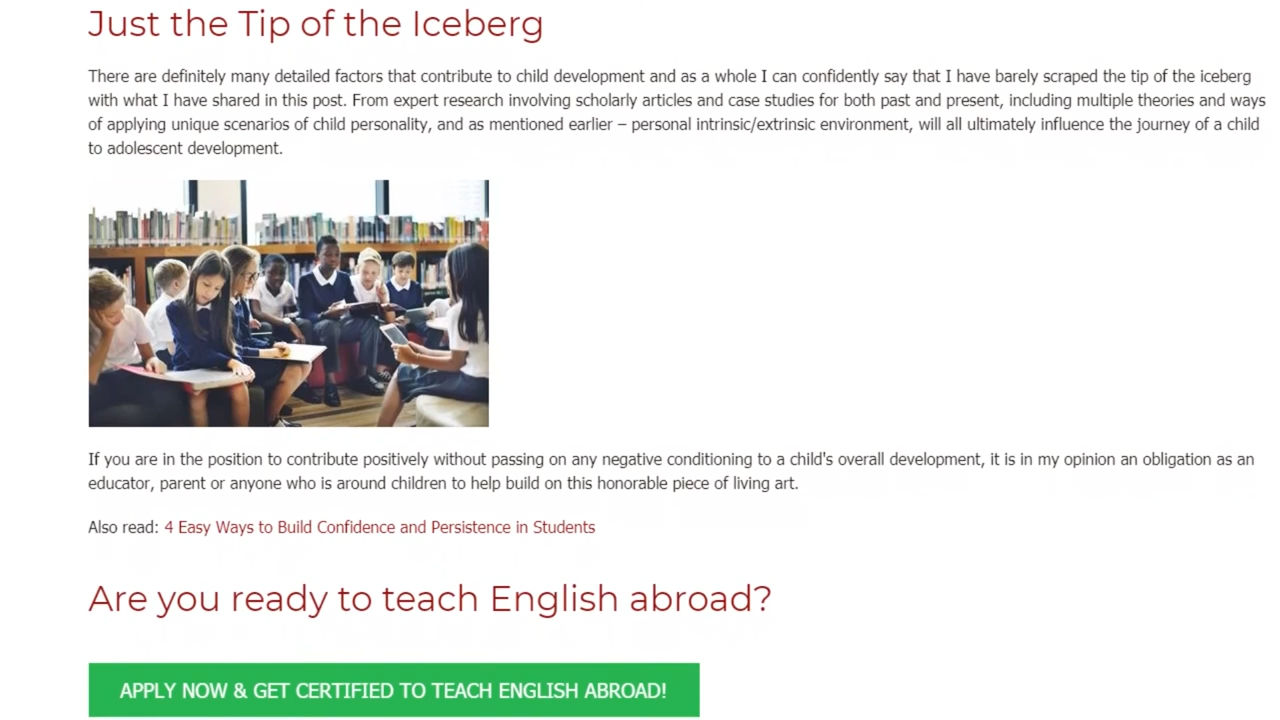 Just the Tip of the Iceberg
There are definitely many detailed factors that contribute to child development and as a whole I can confidently say that I have barely scraped the tip of the iceberg
with what I have shared in this post. From expert research involving scholarly articles and case studies for both past and present, including multiple theories and ways
of applying unique scenarios of child personality, and as mentioned earlier – personal intrinsic/extrinsic environment, will all ultimately influence the journey of a child
to adolescent development.
If you are in the position to contribute positively without passing on any negative conditioning to a child's overall development, it is in my opinion an obligation as an
educator, parent or anyone who is around children to help build on this honorable piece of living art.
Also read: 4 Easy Ways to Build Confidence and Persistence in Students
Are you ready to teach English abroad?
APPLY NOW & GET CERTIFIED TO TEACH ENGLISH ABROAD!